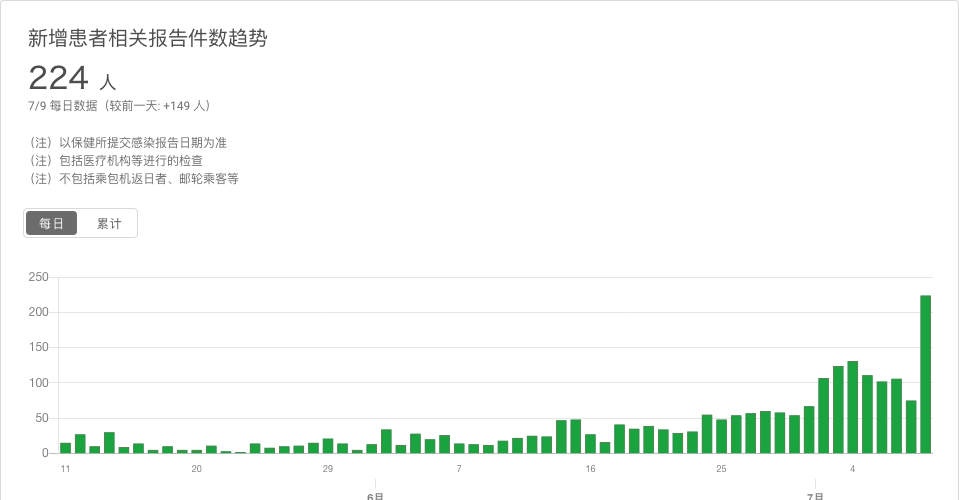 新增患者相关报告件数趋势
224 人
7/9 每日数据（较前一天: +149 人）
（注）以保健所提交感染报告日期为准
（注）包括医疗机构等进行的检查
（注）不包括乘包机返日者、邮轮乘客等
每日 累计
250
200
150
100
50
0
11 20 29 7 16 25 4
6月 7月